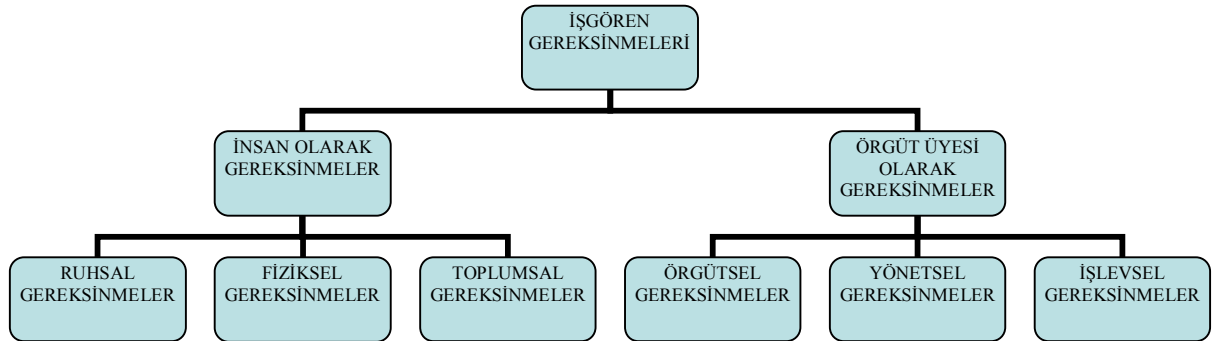 İŞGÖREN
GEREKSİNMELERİ
İNSAN OLARAK
GEREKSİNMELER
ÖRGÜT ÜYESİ
OLARAK
GEREKSİNMELER
RUHSAL
GEREKSİNMELER
FİZİKSEL
GEREKSİNMELER
TOPLUMSAL
GEREKSİNMELER
ÖRGÜTSEL
GEREKSİNMELER
YÖNETSEL
GEREKSİNMELER
İŞLEVSEL
GEREKSİNMELER